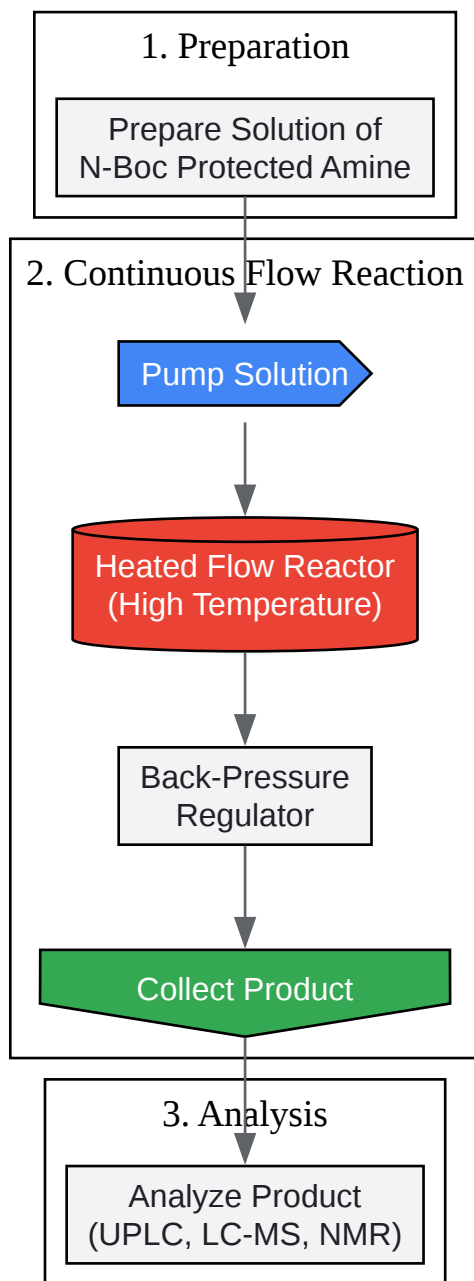 1. Preparation
Prepare Solution of
N-Boc Protected Amine
2. Continuous Flow Reaction
Pump Solution
Heated Flow Reactor
(High Temperature)
Back-Pressure
Regulator
Collect Product
3. Analysis
Analyze Product
(UPLC, LC-MS, NMR)